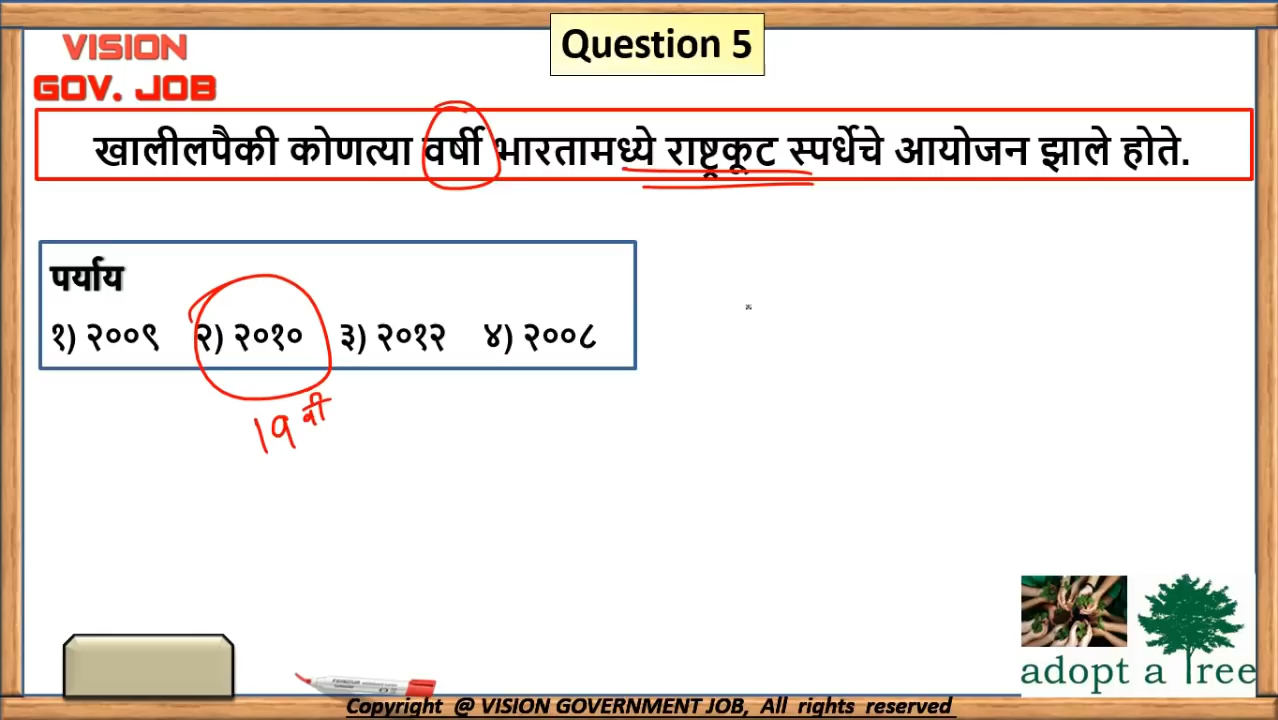 Question 5
VISION
GOV. JOB
खालीलपैकी कोणत्या वर्षी भारतामध्ये राष्ट्रकूट स्पर्धेचे आयोजन झाले होते.
पर्याय
१) २००९ २) २०१० ३) २०१२ ४) २००८
19 वी
adopt a Tree
Copyright @ VISION GOVERNMENT JOB, All rights reserved